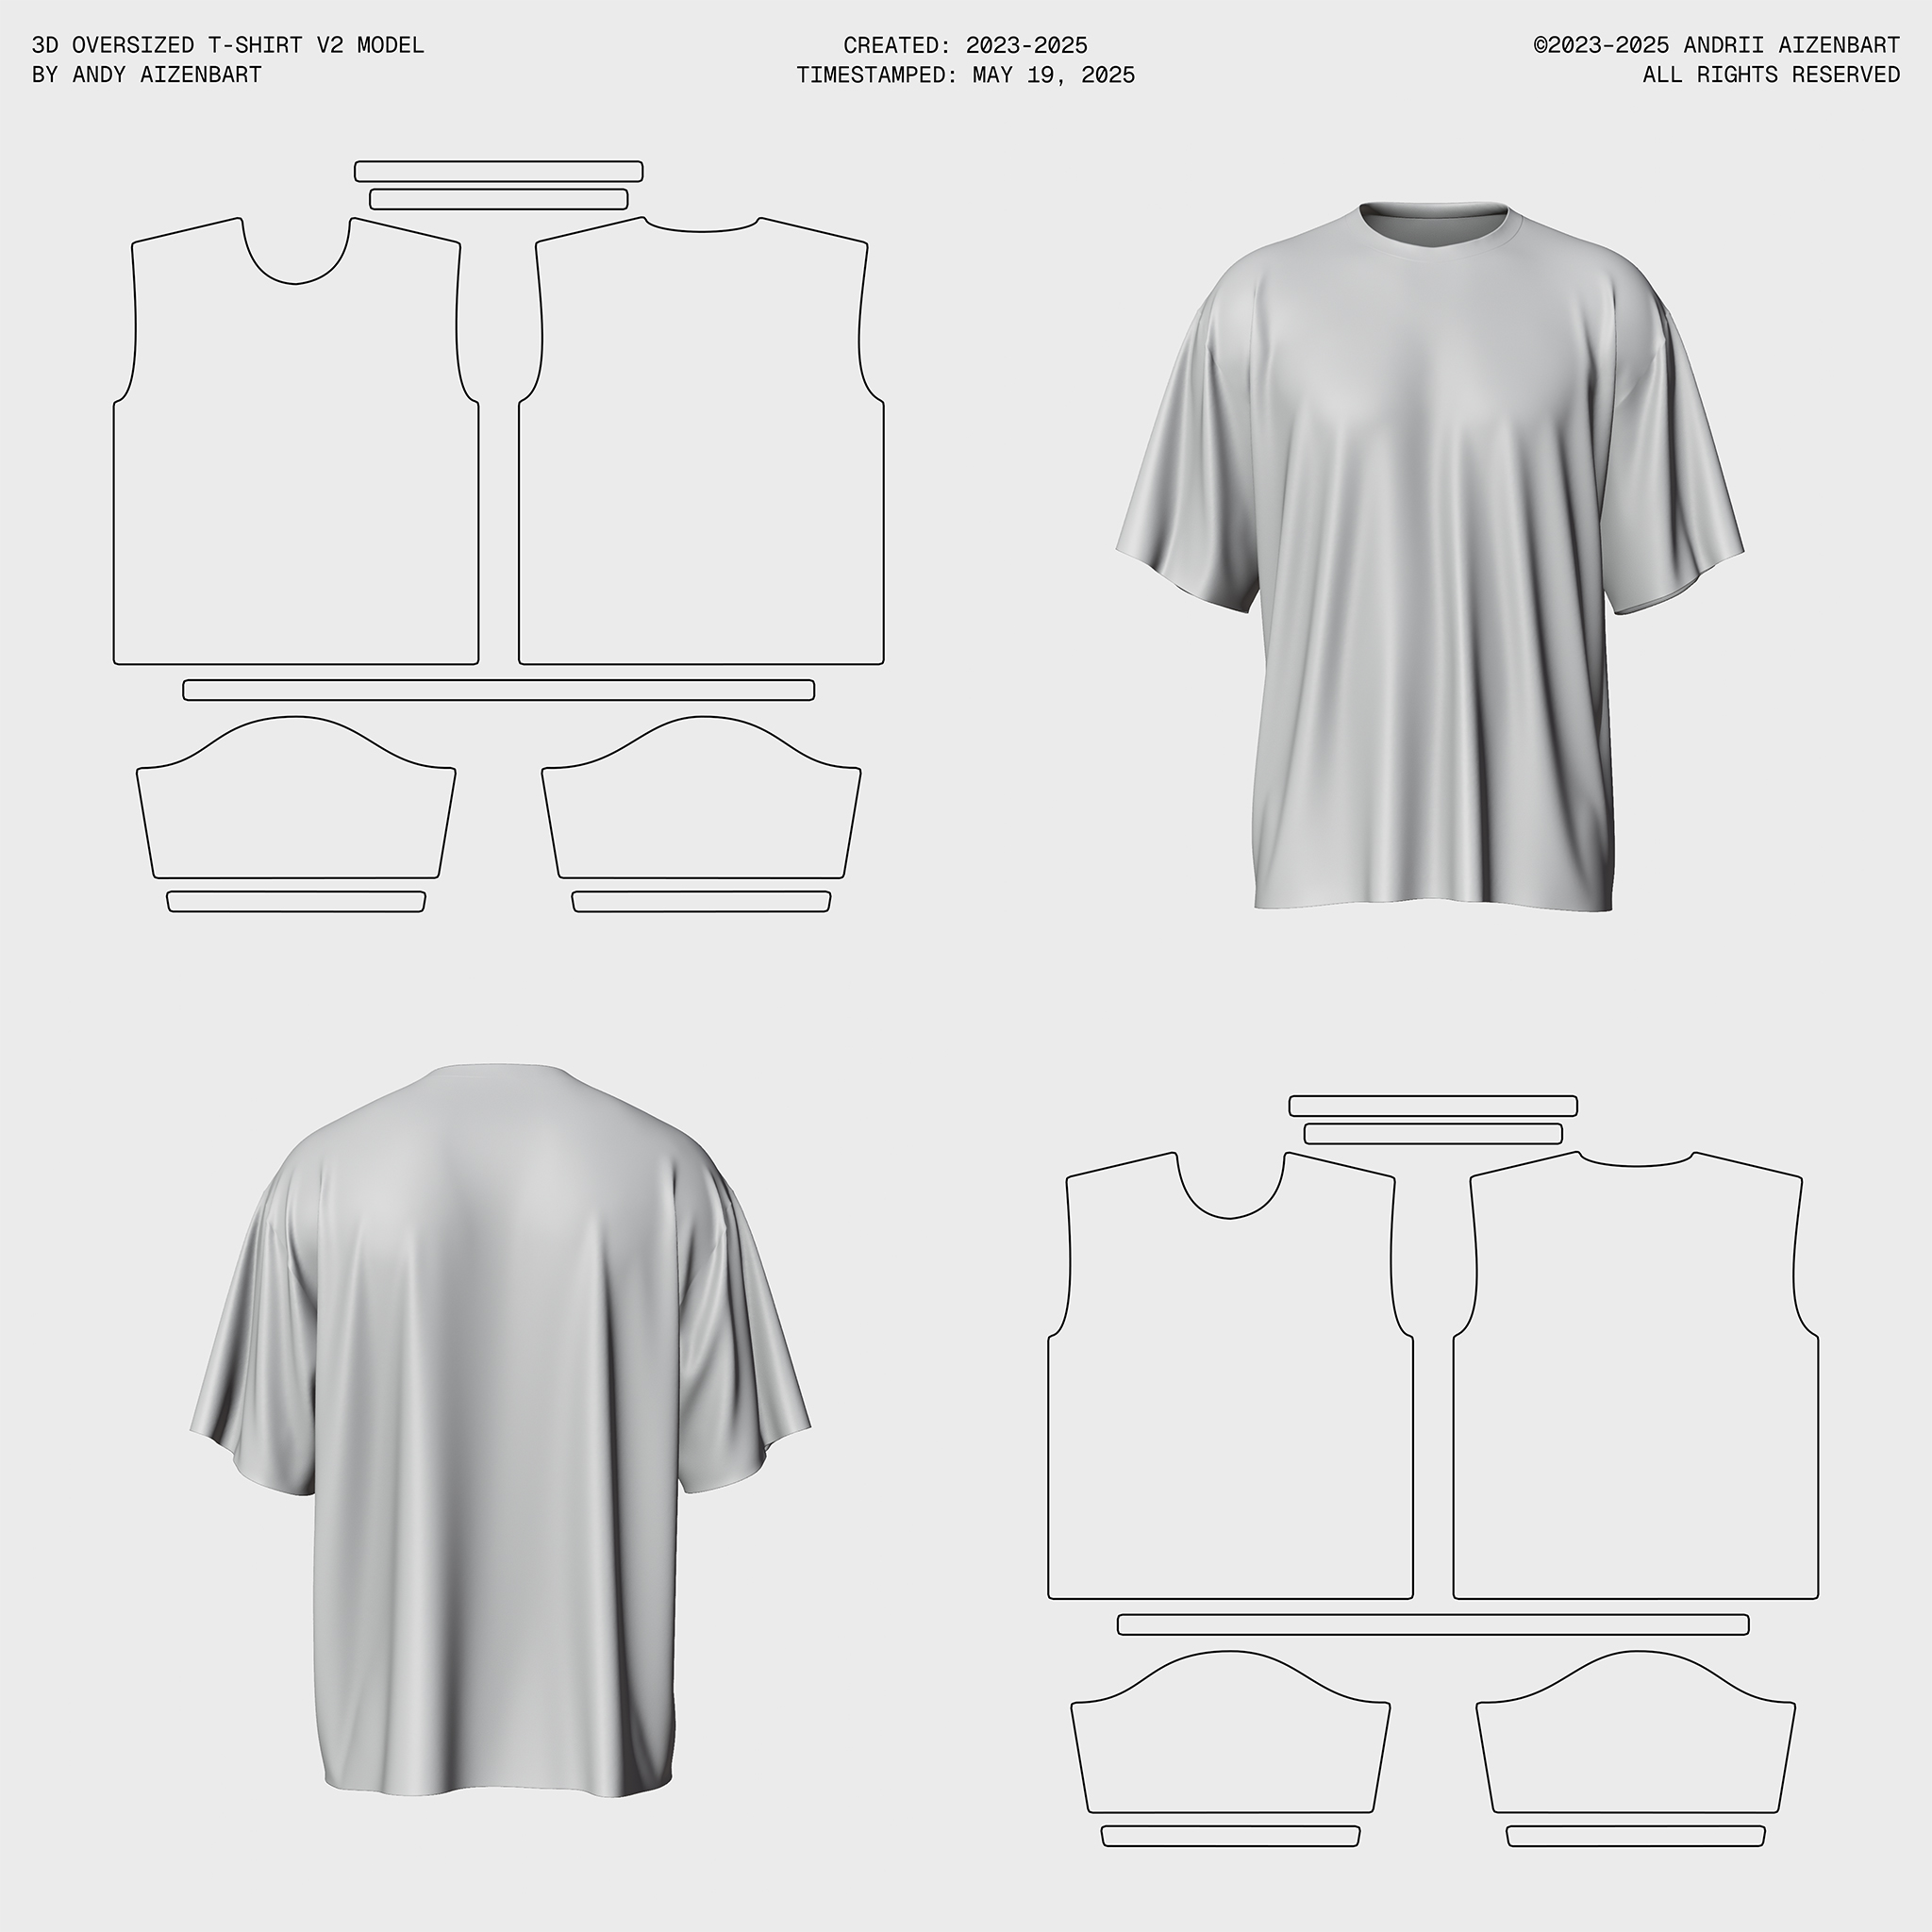 3D OVERSIZED T-SHIRT V2 MODEL
BY ANDY AIZENBART
CREATED: 2023-2025
TIMESTAMPED: MAY 19, 2025
©2023-2025 ANDRII AIZENBART
ALL RIGHTS RESERVED